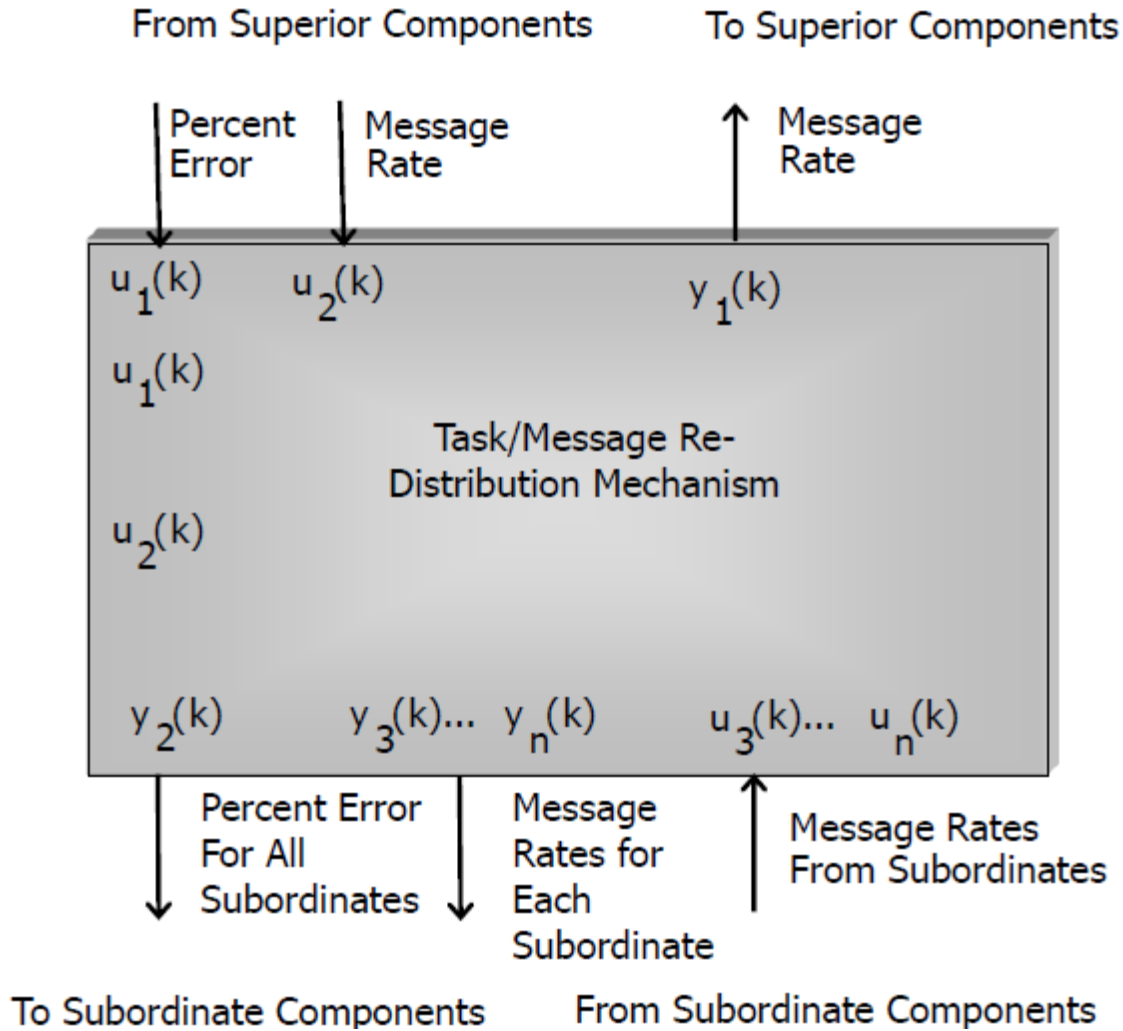 From Superior Components
To Superior Components
Percent
Error
Message
Rate
Message
Rate
u1(k)
u2(k)
y1(k)
u1(k)
Task/Message Re-
Distribution Mechanism
u2(k)
y2(k)
y3(k)...
yn(k)
u3(k)...
un(k)
Percent Error
For All
Subordinates
Message
Rates for
Each
Subordinate
Message Rates
From Subordinates
To Subordinate Components
From Subordinate Components